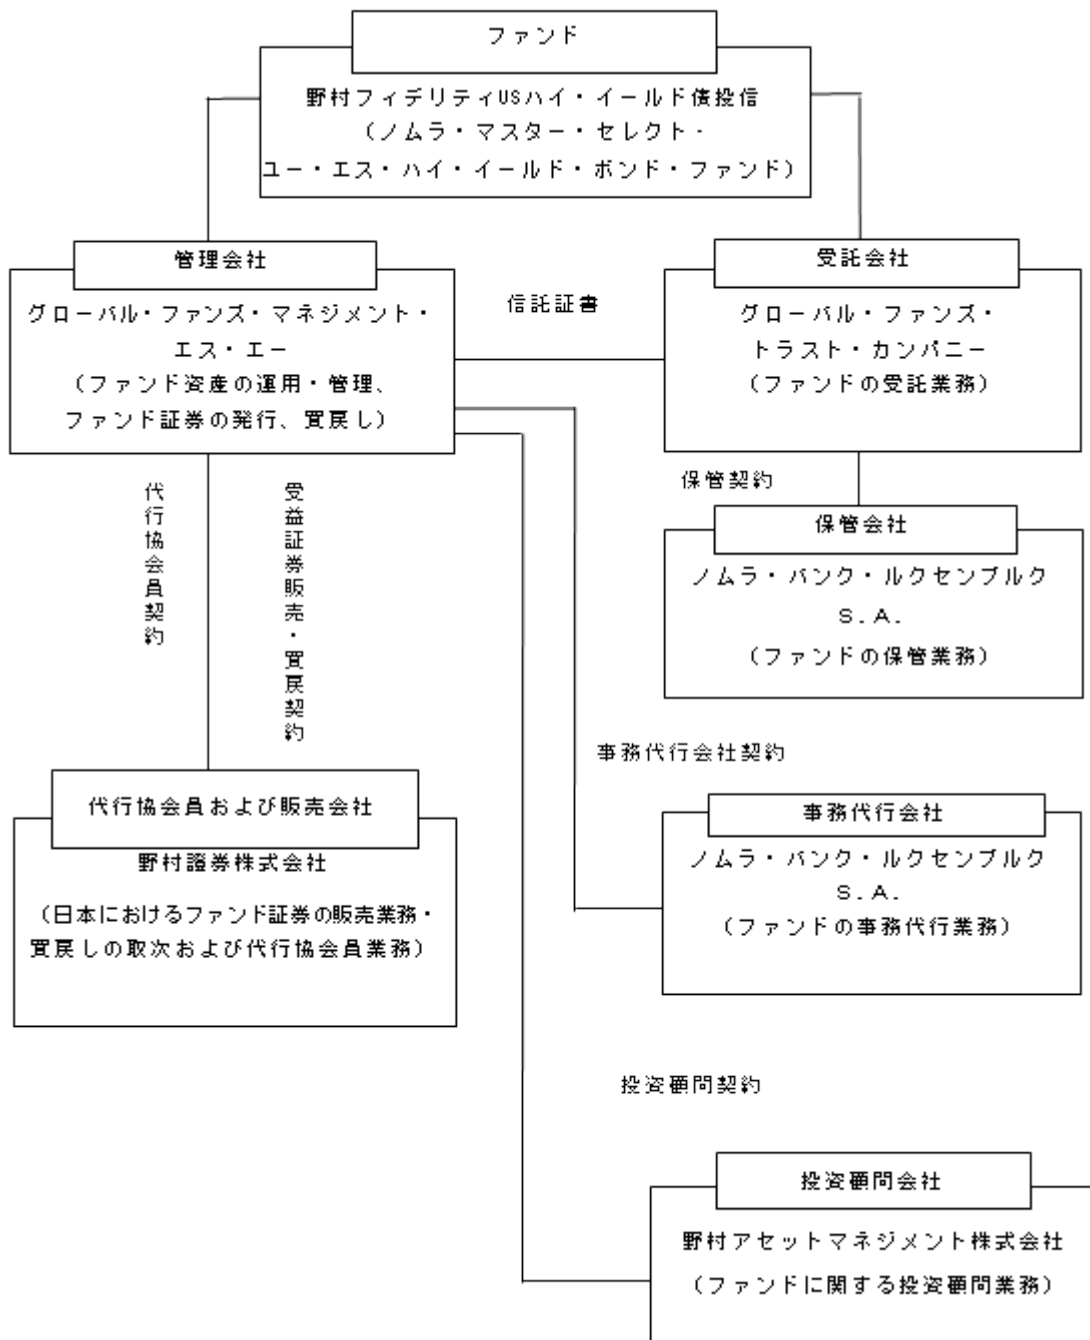 ファンド
野村フィデリティUSハイ・イールド債投信
(ノムラ・マスター・セレクト‐
ユー・エス・ハイ・イールド・ボンド・ファンド)
管理会社
グローバル・ファンズ・マネジメント・
エス・エー
(ファンド資産の運用・管理、
ファンド証券の発行、買戻し)
信託証書
受託会社
グローバル・ファンズ・
トラスト・カンパニー
(ファンドの受託業務)
代行協会員契約
受益証券販売・買戻契約
保管契約
保管会社
ノムラ・バンク・ルクセンブルク
S.A.
(ファンドの保管業務)
代行協会員および販売会社
野村證券株式会社
(日本におけるファンド証券の販売業務・
買戻しの取次および代行協会員業務)
事務代行会社契約
事務代行会社
ノムラ・バンク・ルクセンブルク
S.A.
(ファンドの事務代行業務)
投資顧問契約
投資顧問会社
野村アセットマネジメント株式会社
(ファンドに関する投資顧問業務)